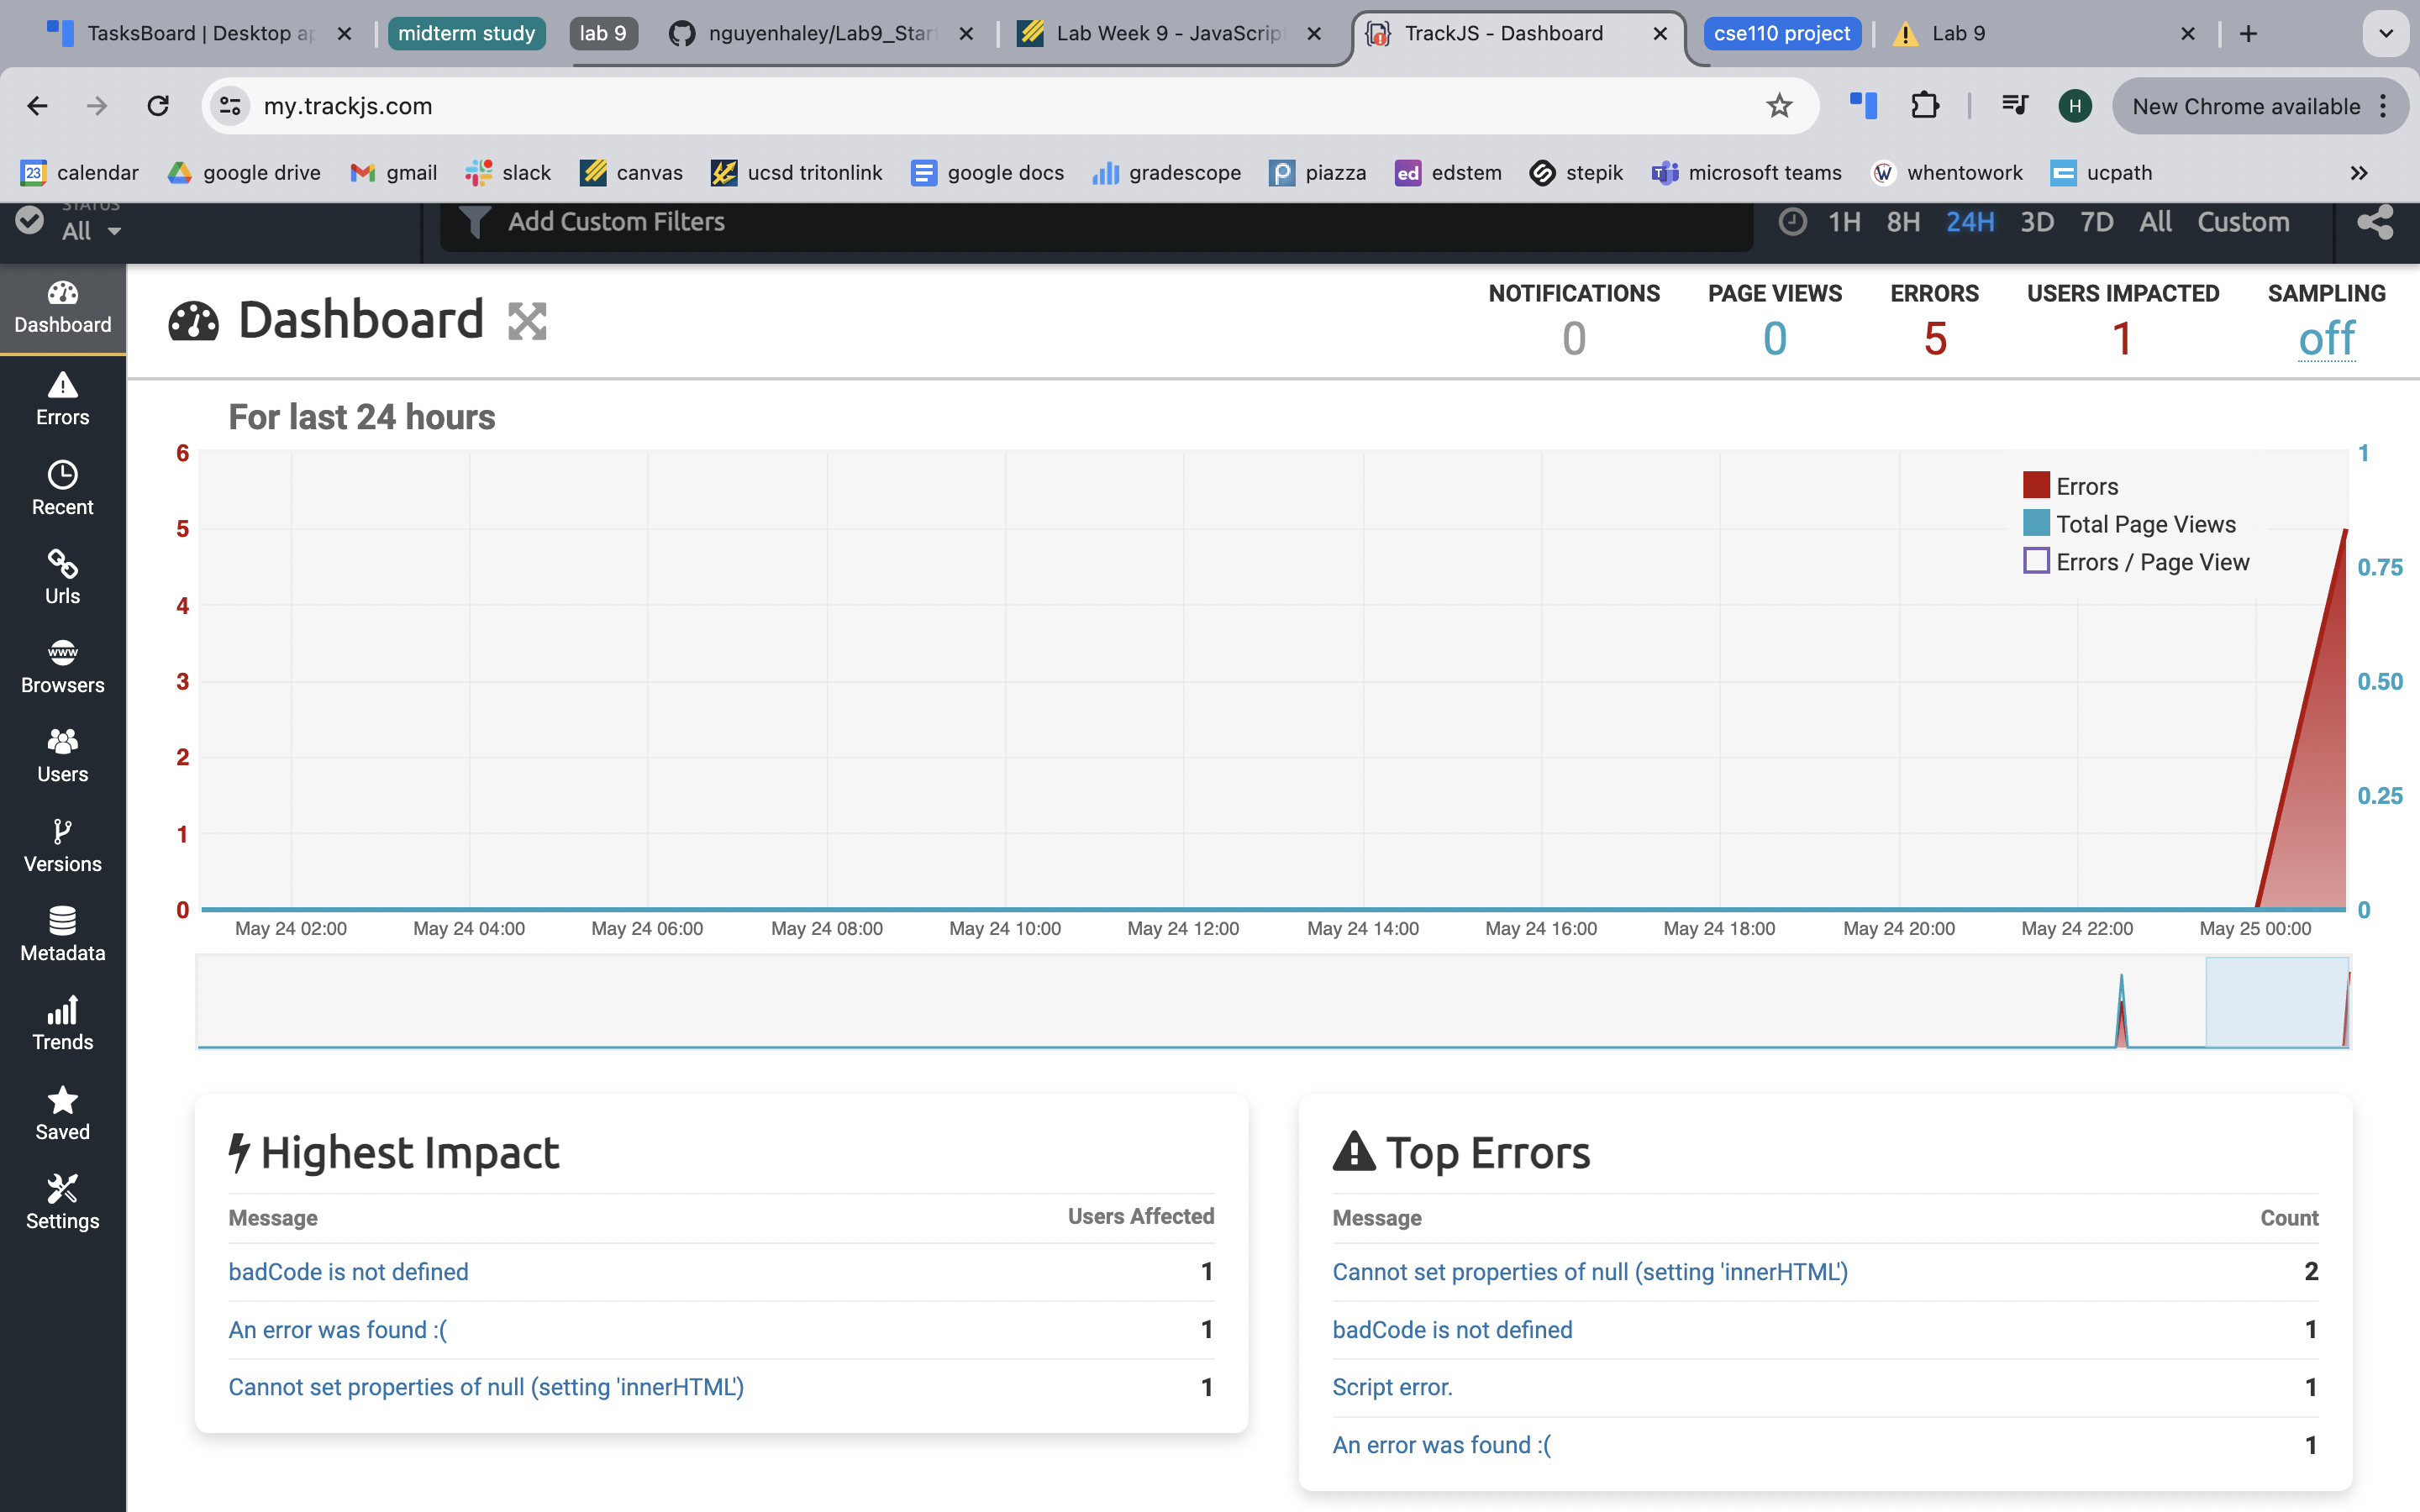 TasksBoard | Desktop ap
midterm study
lab 9
nguyenhaley/Lab9_Star
Lab Week 9 - JavaScrip
TrackJS - Dashboard
cse110 project
Lab 9
my.trackjs.com
H
New Chrome available
23 calendar
google drive
gmail
slack
canvas
ucsd tritonlink
google docs
gradescope
piazza
ed edstem
stepik
microsoft teams
whentowork
ucpath
STATUS
All
Add Custom Filters
1H 8H 24H 3D 7D All Custom
Dashboard
Errors
Recent
Urls
www
Browsers
Users
Versions
Metadata
Trends
Saved
Settings
Dashboard
NOTIFICATIONS
0
PAGE VIEWS
0
ERRORS
5
USERS IMPACTED
1
SAMPLING
off
For last 24 hours
6
5
4
3
2
1
0
Errors
Total Page Views
Errors / Page View
1
0.75
0.50
0.25
0
May 24 02:00 May 24 04:00 May 24 06:00 May 24 08:00 May 24 10:00 May 24 12:00 May 24 14:00 May 24 16:00 May 24 18:00 May 24 20:00 May 24 22:00 May 25 00:00
Highest Impact
Message Users Affected
badCode is not defined 1
An error was found :( 1
Cannot set properties of null (setting 'innerHTML') 1
Top Errors
Message Count
Cannot set properties of null (setting 'innerHTML') 2
badCode is not defined 1
Script error. 1
An error was found :( 1